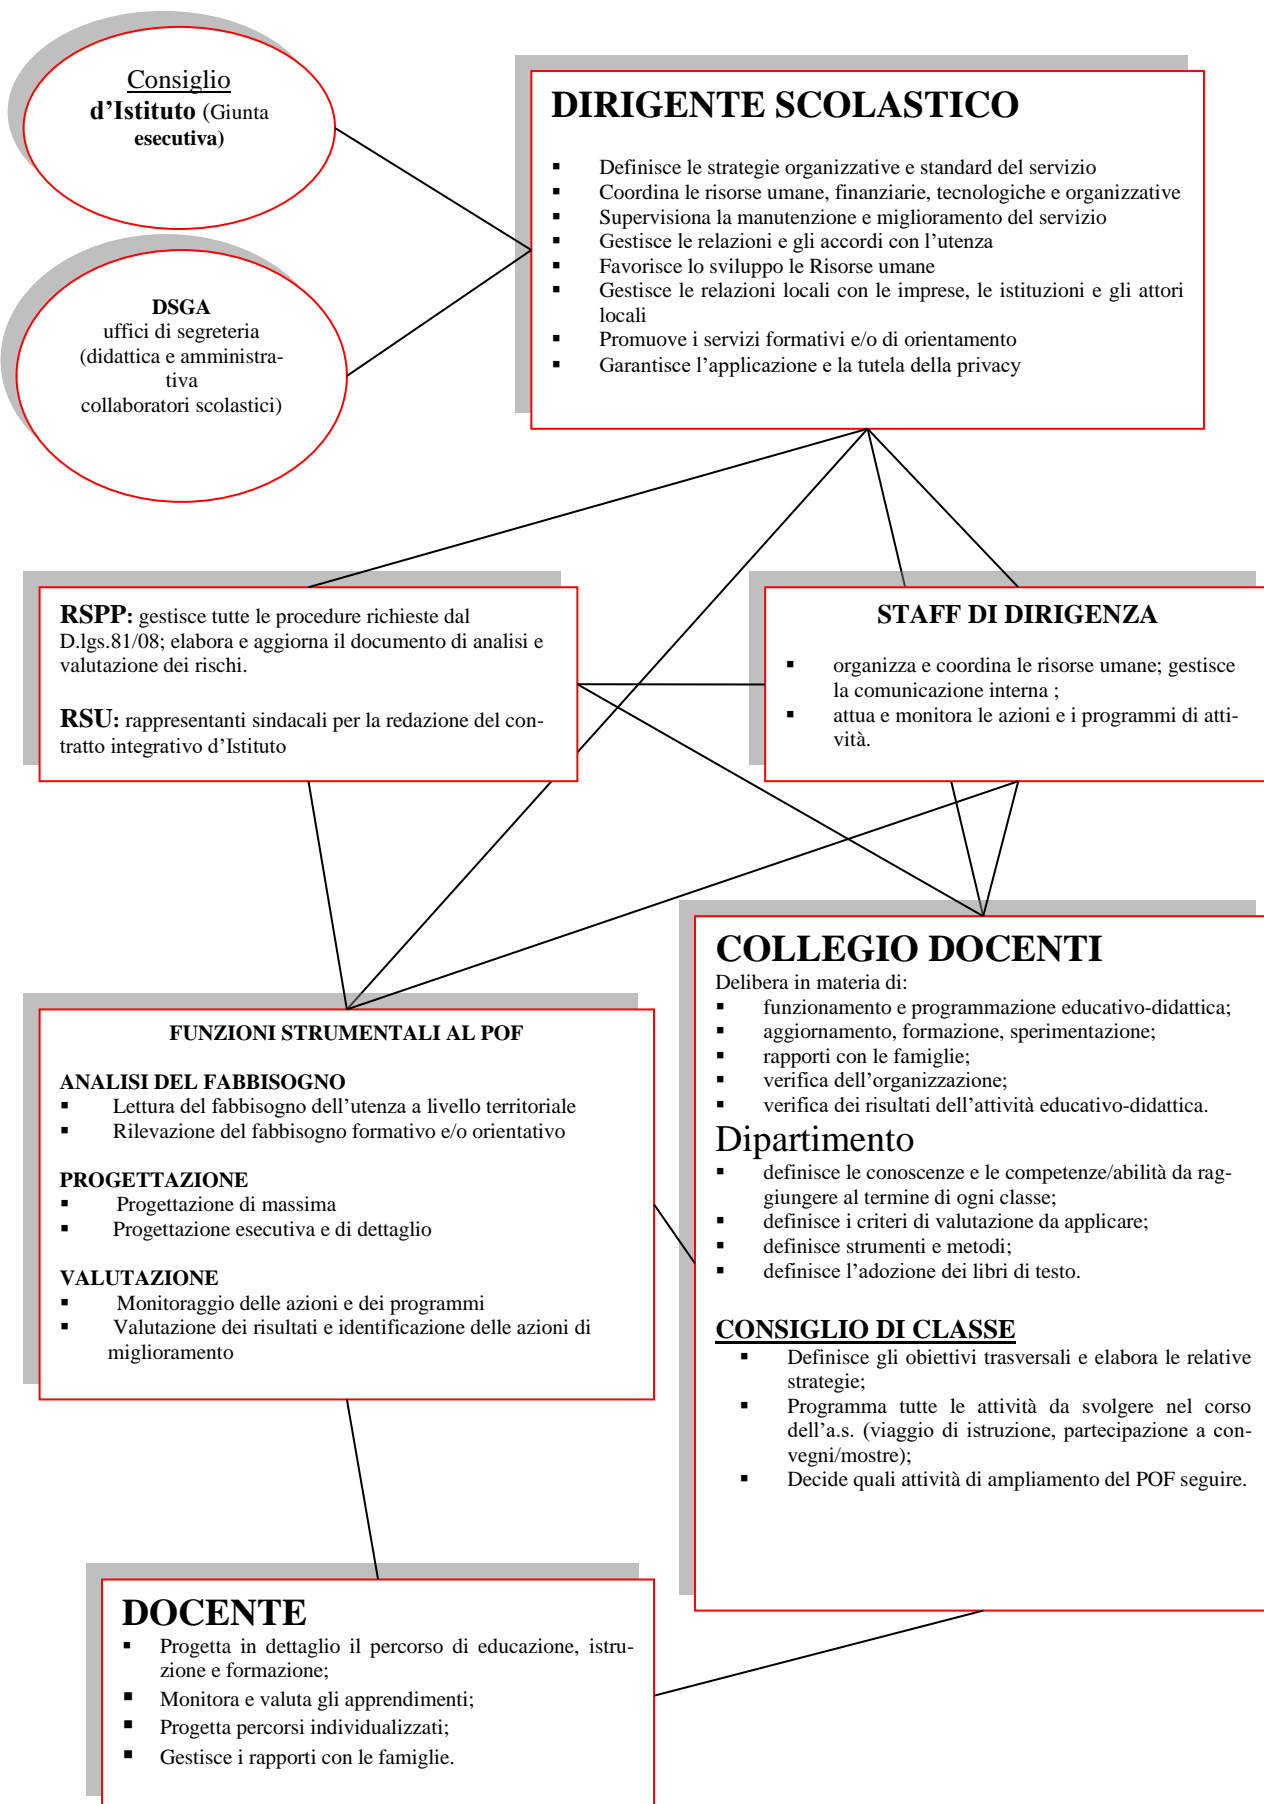 Consiglio
d’Istituto (Giunta
esecutiva)
DSGA
uffici di segreteria
(didattica e amministra-
tiva
collaboratori scolastici)
DIRIGENTE SCOLASTICO
▪ Definisce le strategie organizzative e standard del servizio
▪ Coordina le risorse umane, finanziarie, tecnologiche e organizzative
▪ Supervisiona la manutenzione e miglioramento del servizio
▪ Gestisce le relazioni e gli accordi con l’utenza
▪ Favorisce lo sviluppo le Risorse umane
▪ Gestisce le relazioni locali con le imprese, le istituzioni e gli attori
locali
▪ Promuove i servizi formativi e/o di orientamento
▪ Garantisce l’applicazione e la tutela della privacy
RSPP: gestisce tutte le procedure richieste dal
D.lgs.81/08; elabora e aggiorna il documento di analisi e
valutazione dei rischi.
RSU: rappresentanti sindacali per la redazione del con-
tratto integrativo d’Istituto
STAFF DI DIRIGENZA
▪ organizza e coordina le risorse umane; gestisce
la comunicazione interna ;
▪ attua e monitora le azioni e i programmi di atti-
vità.
FUNZIONI STRUMENTALI AL POF
ANALISI DEL FABBISOGNO
▪ Lettura del fabbisogno dell’utenza a livello territoriale
▪ Rilevazione del fabbisogno formativo e/o orientativo
PROGETTAZIONE
▪ Progettazione di massima
▪ Progettazione esecutiva e di dettaglio
VALUTAZIONE
▪ Monitoraggio delle azioni e dei programmi
▪ Valutazione dei risultati e identificazione delle azioni di
miglioramento
COLLEGIO DOCENTI
Delibera in materia di:
▪ funzionamento e programmazione educativo-didattica;
▪ aggiornamento, formazione, sperimentazione;
▪ rapporti con le famiglie;
▪ verifica dell’organizzazione;
▪ verifica dei risultati dell’attività educativo-didattica.
Dipartimento
▪ definisce le conoscenze e le competenze/abilità da rag-
giungere al termine di ogni classe;
▪ definisce i criteri di valutazione da applicare;
▪ definisce strumenti e metodi;
▪ definisce l’adozione dei libri di testo.
CONSIGLIO DI CLASSE
▪ Definisce gli obiettivi trasversali e elabora le relative
strategie;
▪ Programma tutte le attività da svolgere nel corso
dell’a.s. (viaggio di istruzione, partecipazione a con-
vegni/mostre);
▪ Decide quali attività di ampliamento del POF seguire.
DOCENTE
▪ Progetta in dettaglio il percorso di educazione, istru-
zione e formazione;
▪ Monitora e valuta gli apprendimenti;
▪ Progetta percorsi individualizzati;
▪ Gestisce i rapporti con le famiglie.